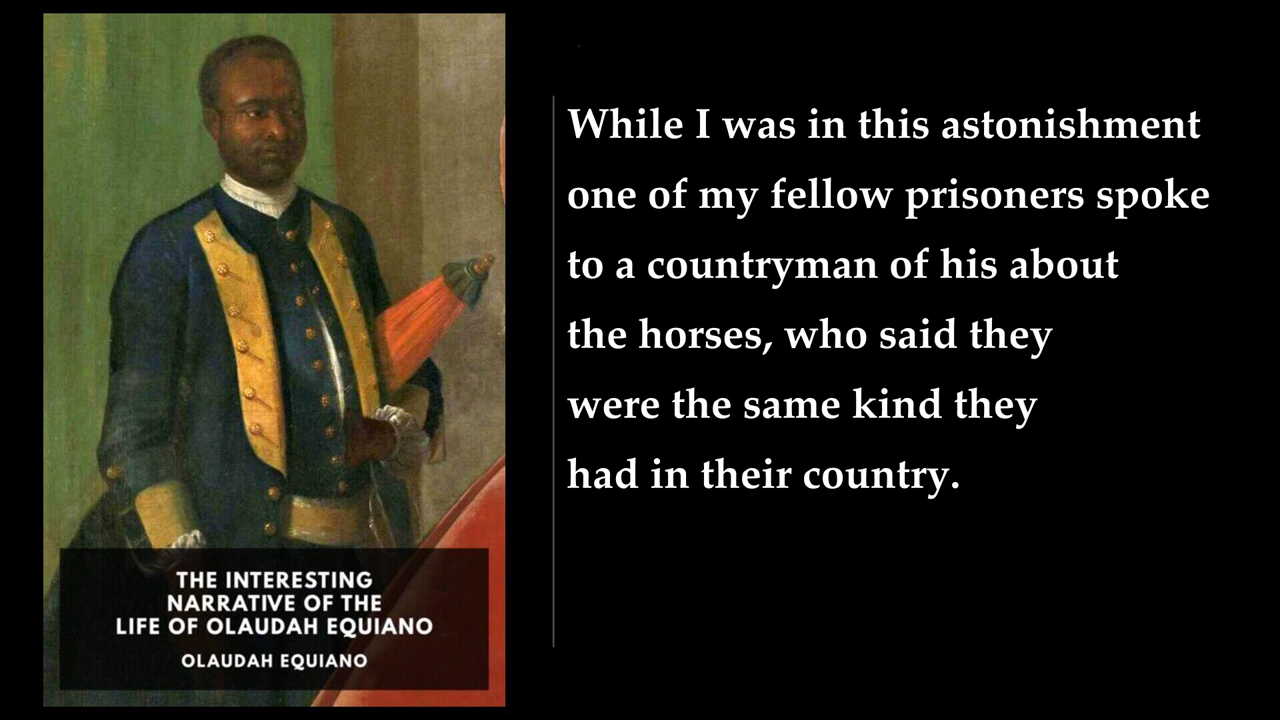 THE INTERESTING
NARRATIVE OF THE
LIFE OF OLAUDAH EQUIANO
OLAUDAH EQUIANO
While I was in this astonishment
one of my fellow prisoners spoke
to a countryman of his about
the horses, who said they
were the same kind they
had in their country.